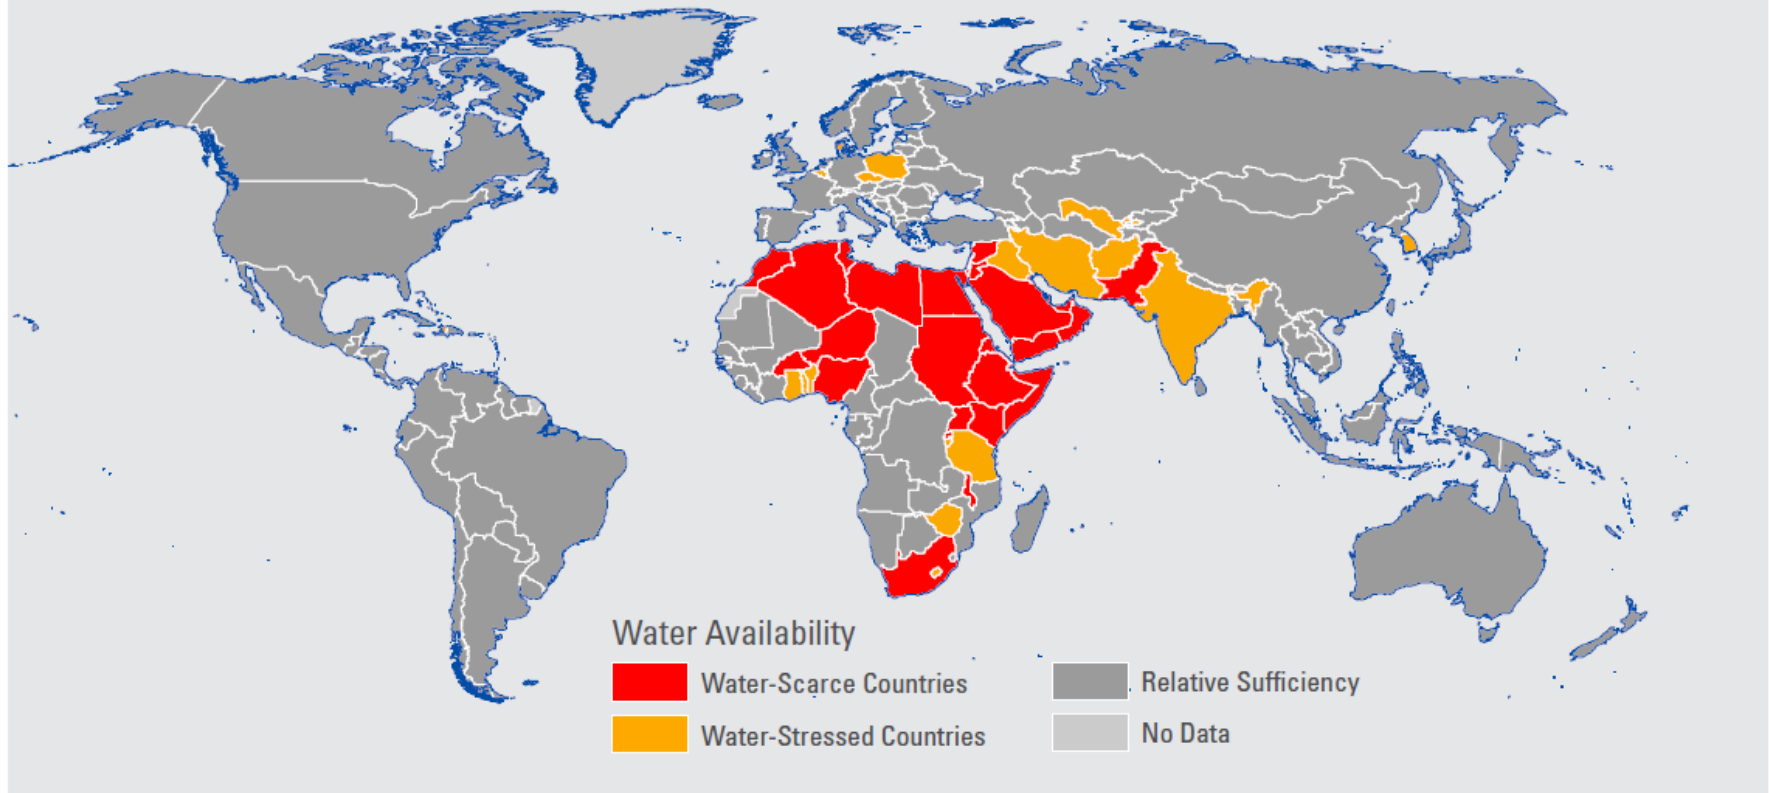 Water Availability
Water-Scarce Countries
Water-Stressed Countries
Relative Sufficiency
No Data